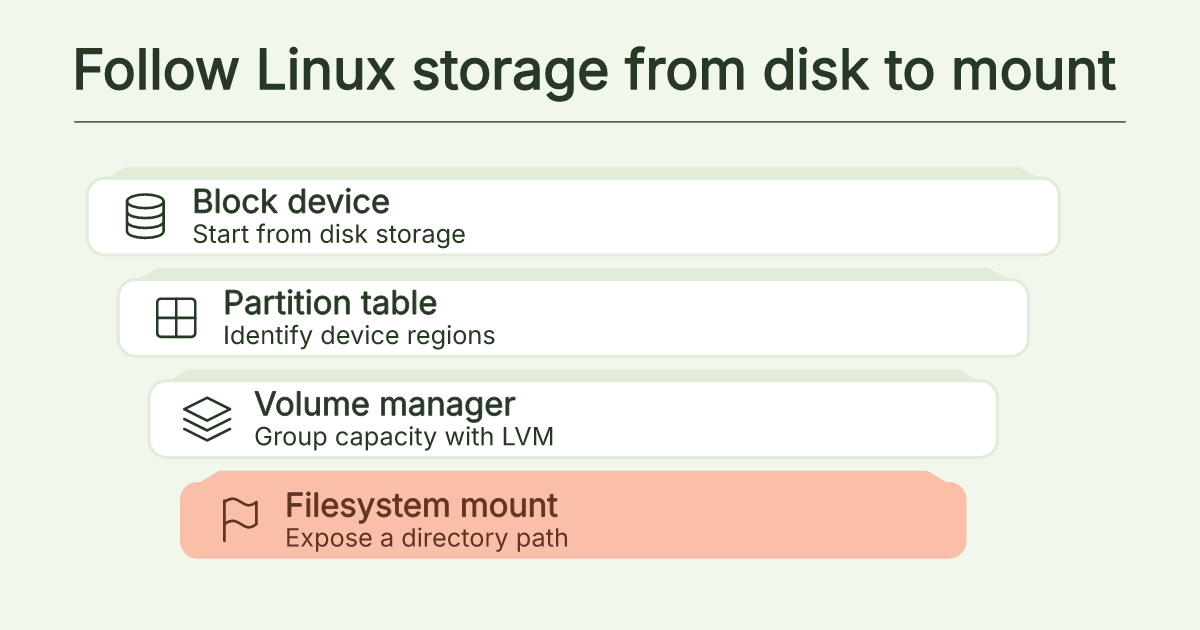 Follow Linux storage from disk to mount
Block device
Start from disk storage
Partition table
Identify device regions
Volume manager
Group capacity with LVM
Filesystem mount
Expose a directory path